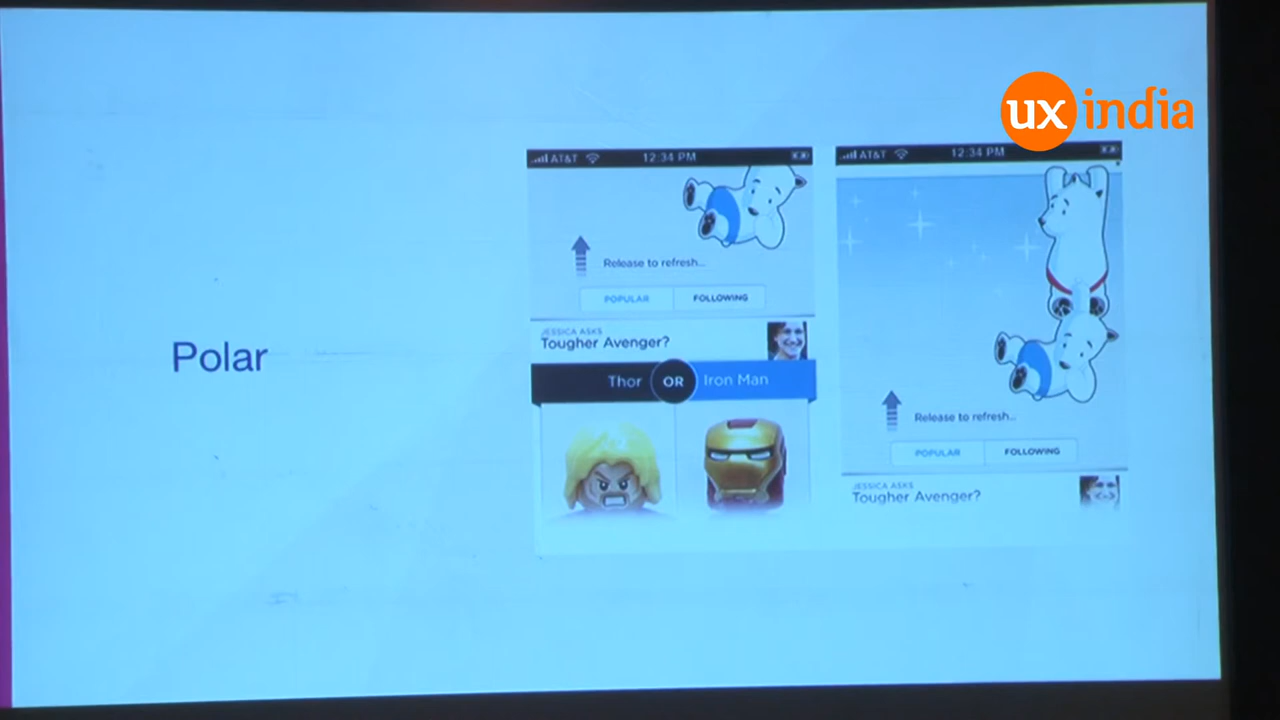 ux india
Polar
AT&T 12:34 PM
Release to refresh...
POPULAR FOLLOWING
JESSICA ASKS
Tougher Avenger?
Thor OR Iron Man
AT&T 12:34 PM
Release to refresh...
POPULAR FOLLOWING
JESSICA ASKS
Tougher Avenger?